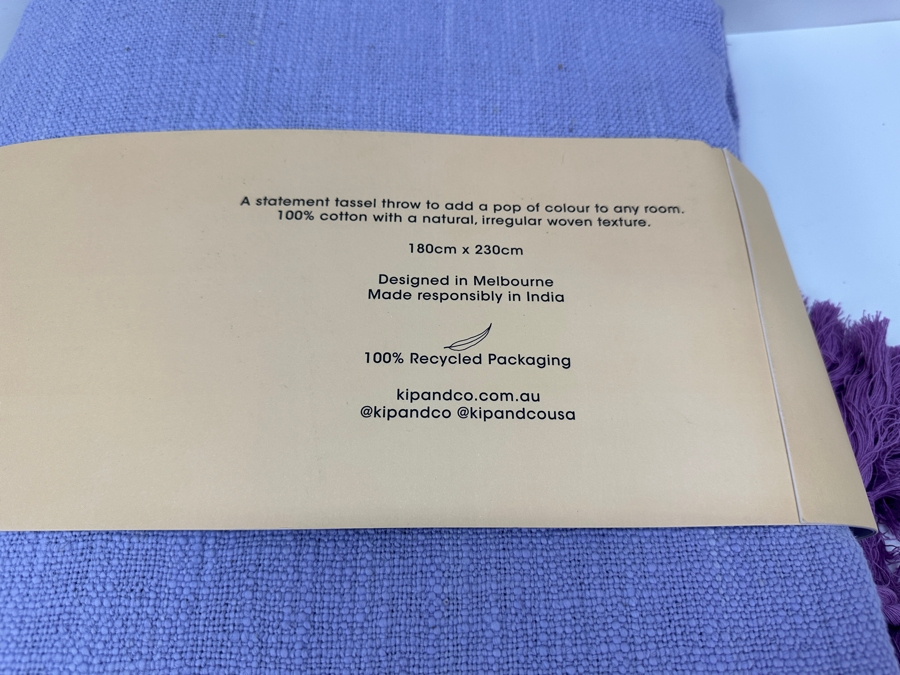 A statement tassel throw to add a pop of colour to any room.
100% cotton with a natural, irregular woven texture.
180cm x 230cm
Designed in Melbourne
Made responsibly in India
100% Recycled Packaging
kipandco.com.au
@kipandco @kipandcousa